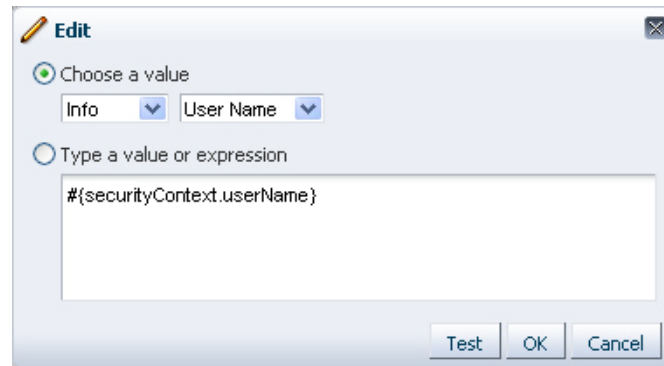 Edit
Choose a value
Info User Name
Type a value or expression
#{securityContext.userName}
Test OK Cancel